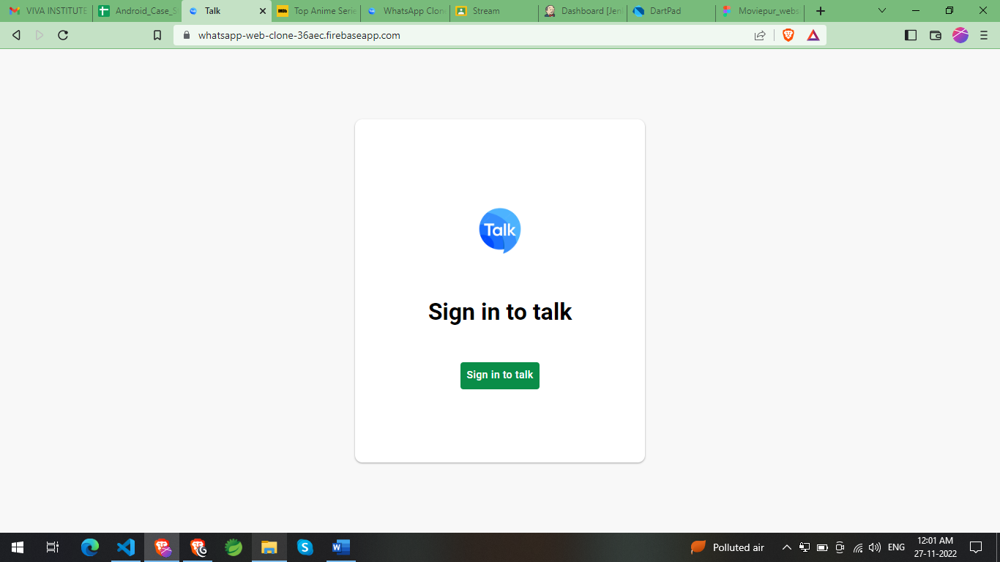 VIVA INSTITUTE
Android_Case_S
Talk
Top Anime Serie
WhatsApp Clon
Stream
Dashboard [Jen
DartPad
Moviepur_webs
whatsapp-web-clone-36aec.firebaseapp.com
Talk
Sign in to talk
Sign in to talk
Polluted air
ENG
12:01 AM
27-11-2022